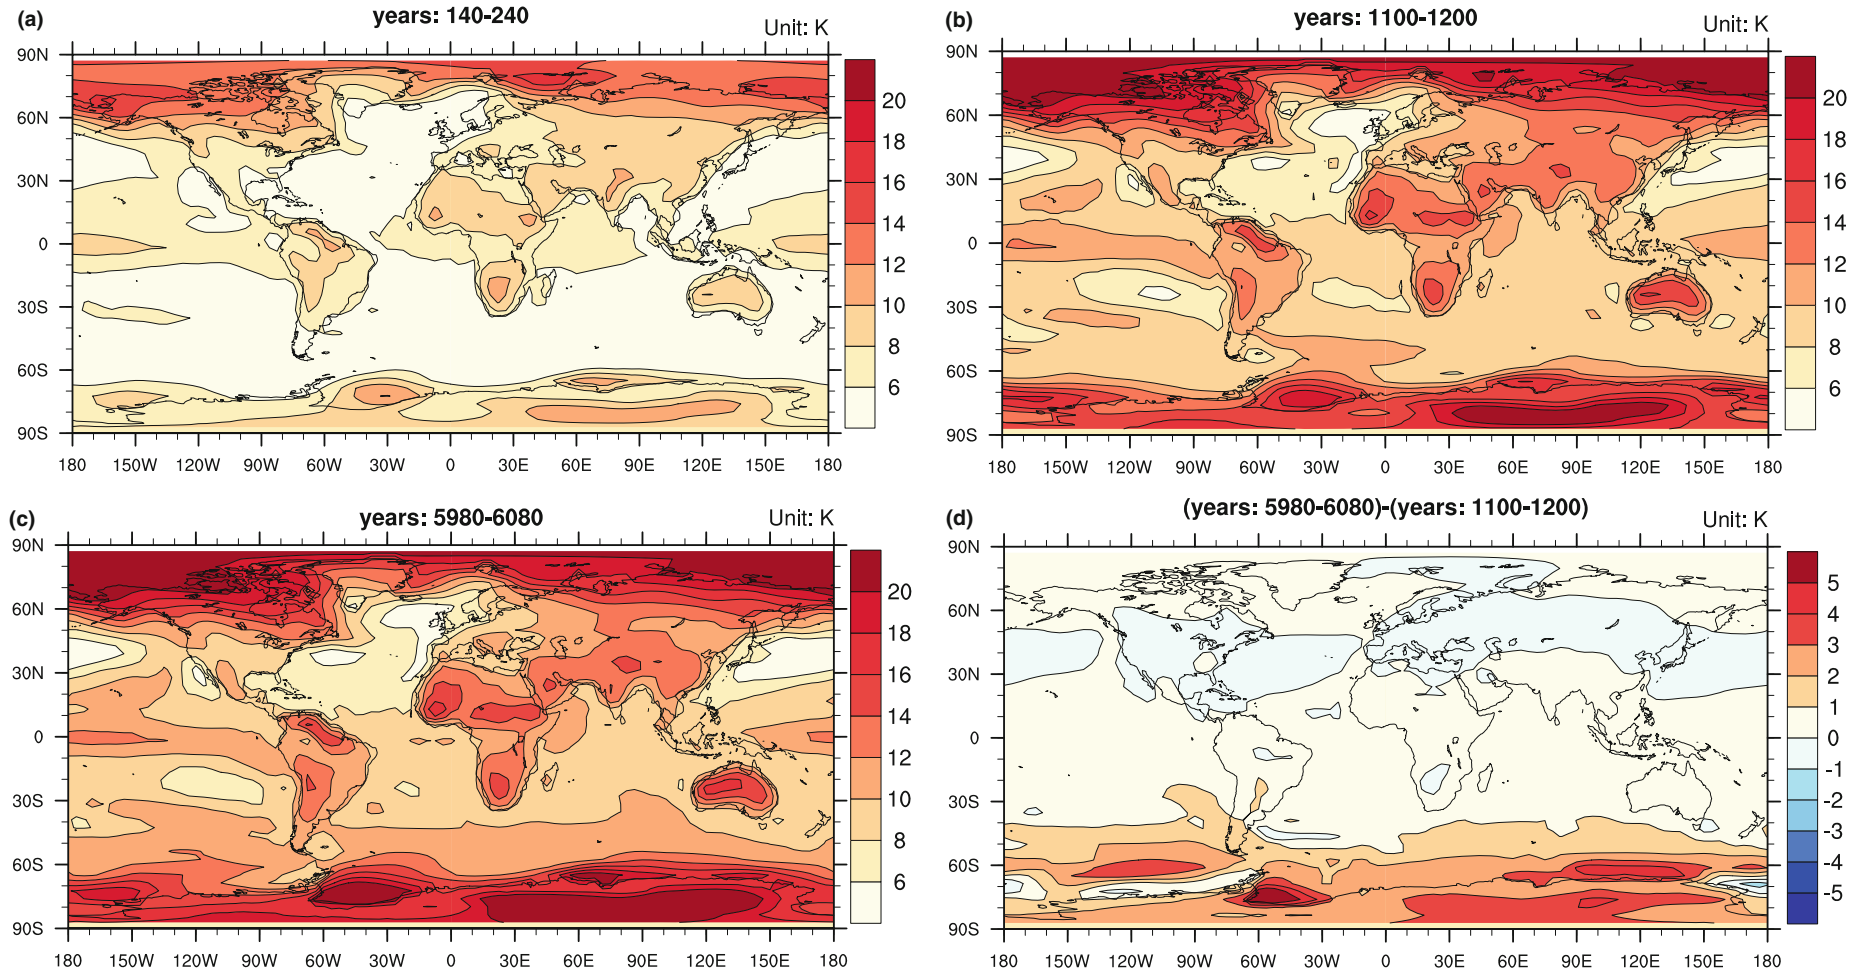 (a)
years: 140-240
Unit: K
90N
60N
30N
0
30S
60S
90S
180 150W 120W 90W 60W 30W 0 30E 60E 90E 120E 150E 180
20
18
16
14
12
10
8
6
(b)
years: 1100-1200
Unit: K
90N
60N
30N
0
30S
60S
90S
180 150W 120W 90W 60W 30W 0 30E 60E 90E 120E 150E 180
20
18
16
14
12
10
8
6
(c)
years: 5980-6080
Unit: K
90N
60N
30N
0
30S
60S
90S
180 150W 120W 90W 60W 30W 0 30E 60E 90E 120E 150E 180
20
18
16
14
12
10
8
6
(d)
(years: 5980-6080)-(years: 1100-1200)
Unit: K
90N
60N
30N
0
30S
60S
90S
180 150W 120W 90W 60W 30W 0 30E 60E 90E 120E 150E 180
5
4
3
2
1
0
-1
-2
-3
-4
-5